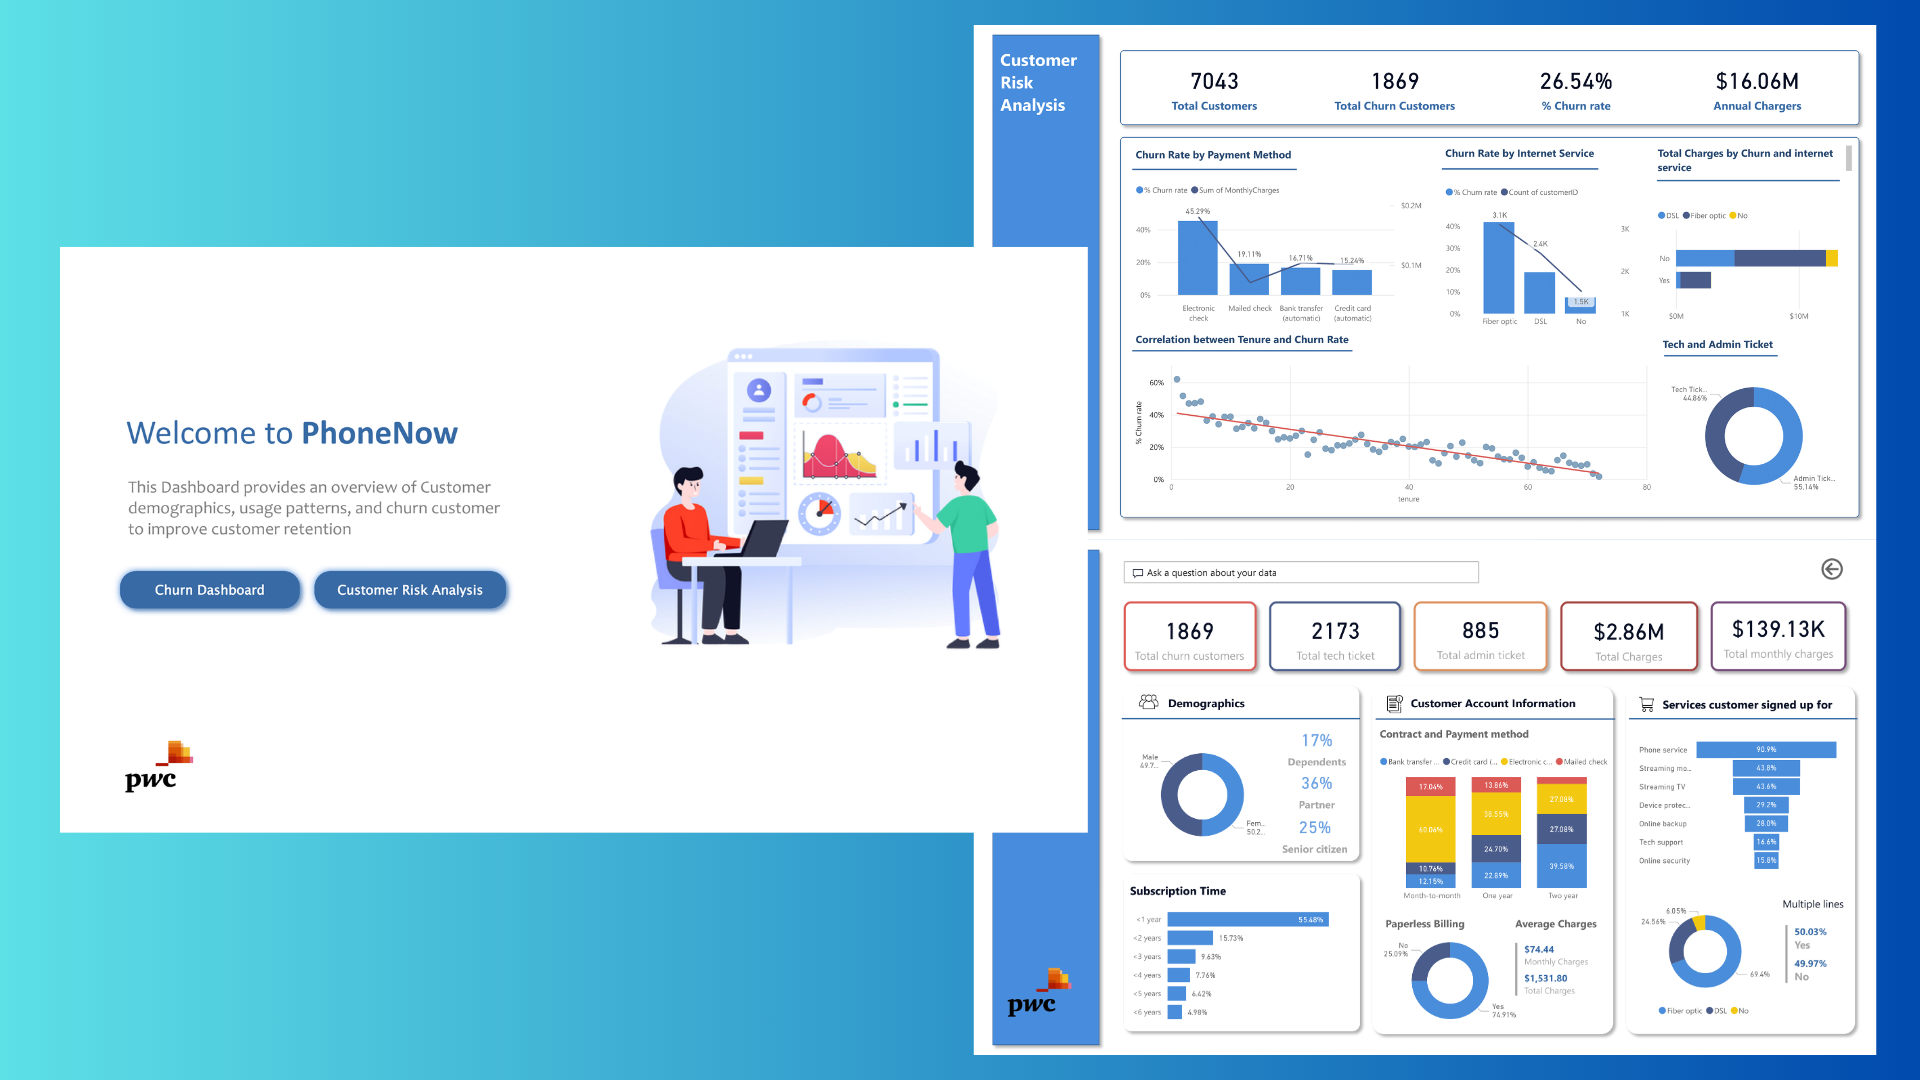 Welcome to PhoneNow
This Dashboard provides an overview of Customer
demographics, usage patterns, and churn customer
to improve customer retention
Churn Dashboard
Customer Risk Analysis
pwc
Customer
Risk
Analysis
7043
Total Customers
1869
Total Churn Customers
26.54%
% Churn rate
$16.06M
Annual Chargers
Churn Rate by Payment Method
% Churn rate
Sum of MonthlyCharges
45.29%
19.11%
16.71%
15.24%
40%
20%
0%
$0.2M
$0.1M
Electronic
check
Mailed check
Bank transfer
(automatic)
Credit card
(automatic)
Churn Rate by Internet Service
% Churn rate
Count of customerID
3.1K
2.4K
1.5K
40%
30%
20%
10%
0%
3K
2K
1K
Fiber optic
DSL
No
Total Charges by Churn and internet
service
DSL
Fiber optic
No
No
Yes
$0M
$10M
Correlation between Tenure and Churn Rate
% Churn rate
60%
40%
20%
0%
0
20
40
60
80
tenure
Tech and Admin Ticket
Tech Tick...
44.86%
Admin Tick...
55.14%
Ask a question about your data
1869
Total churn customers
2173
Total tech ticket
885
Total admin ticket
$2.86M
Total Charges
$139.13K
Total monthly charges
Demographics
Male
49.7...
Fem...
50.2...
17%
Dependents
36%
Partner
25%
Senior citizen
Subscription Time
<1 year
55.48%
<2 years
15.73%
<3 years
9.63%
<4 years
7.76%
<5 years
6.42%
<6 years
4.98%
Customer Account Information
Contract and Payment method
Bank transfer ...
Credit card (...
Electronic c...
Mailed check
17.04%
60.06%
10.76%
12.15%
13.86%
38.55%
24.70%
22.89%
27.08%
27.08%
39.58%
Month-to-month
One year
Two year
Paperless Billing
No
25.09%
Yes
74.91%
Average Charges
$74.44
Monthly Charges
$1,531.80
Total Charges
Services customer signed up for
Phone service
90.9%
Streaming mo...
43.8%
Streaming TV
43.6%
Device protec...
29.2%
Online backup
28.0%
Tech support
16.6%
Online security
15.8%
6.05%
24.56%
69.4%
Fiber optic
DSL
No
Multiple lines
50.03%
Yes
49.97%
No
pwc